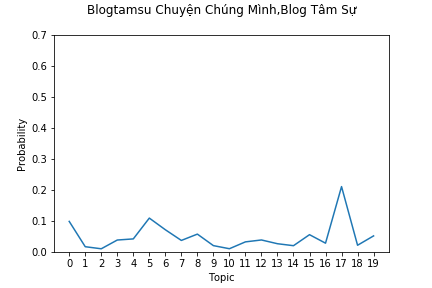 Blogtamsu Chuyện Chúng Mình,Blog Tâm Sự
0.7
0.6
0.5
0.4
0.3
0.2
0.1
0.0
Probability
0 1 2 3 4 5 6 7 8 9 10 11 12 13 14 15 16 17 18 19
Topic